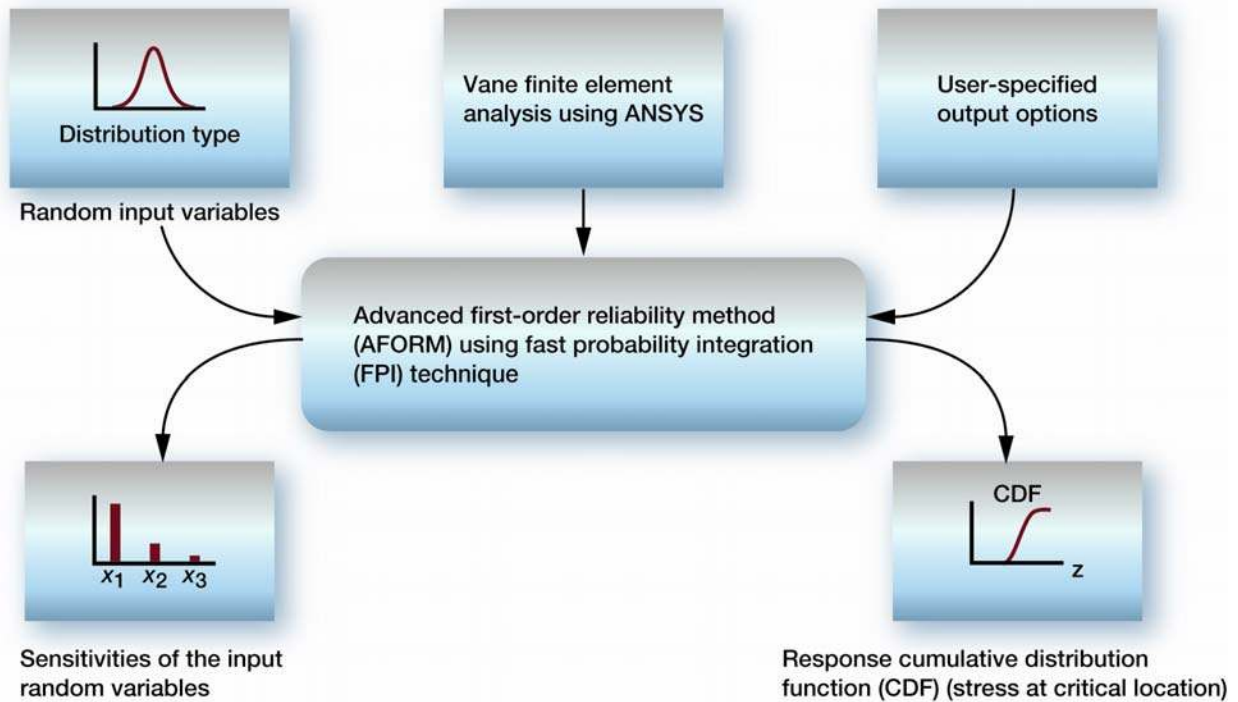 Distribution type
Random input variables
Vane finite element
analysis using ANSYS
User-specified
output options
Advanced first-order reliability method
(AFORM) using fast probability integration
(FPI) technique
x1 x2 x3
Sensitivities of the input
random variables
CDF
z
Response cumulative distribution
function (CDF) (stress at critical location)